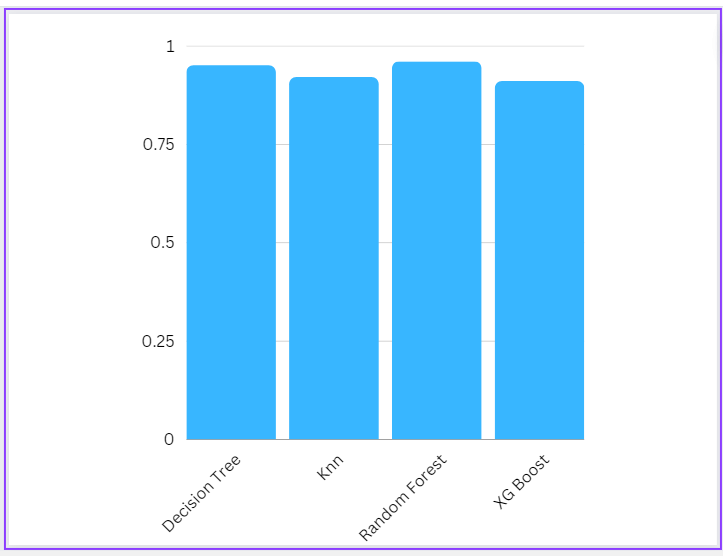 1
0.75
0.5
0.25
0
Decision Tree
Knn
Random Forest
XG Boost